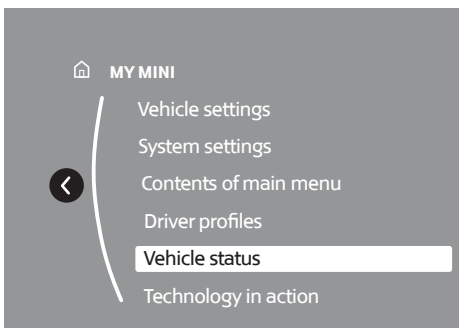 MY MINI
Vehicle settings
System settings
Contents of main menu
Driver profiles
Vehicle status
Technology in action